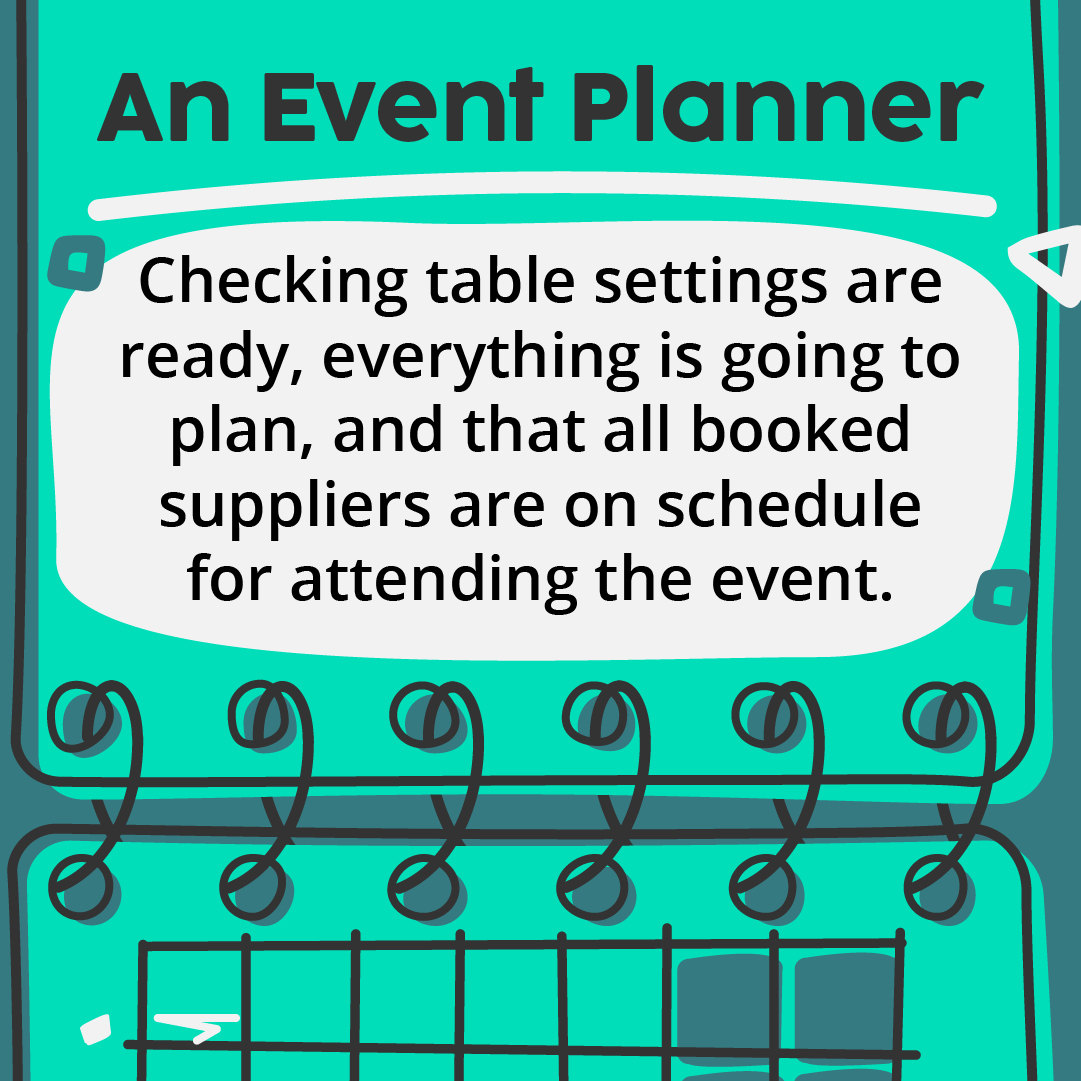 An Event Planner
Checking table settings are
ready, everything is going to
plan, and that all booked
suppliers are on schedule
for attending the event.